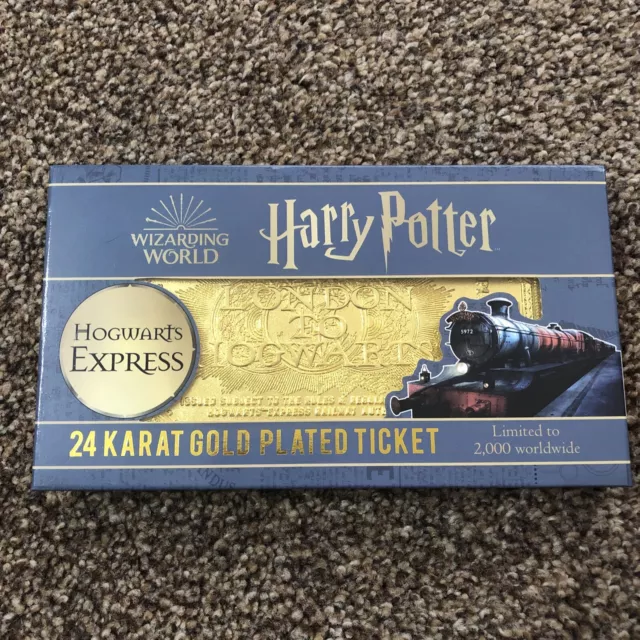 WIZARDING
WORLD
Harry Potter
HOGWARTS
EXPRESS
LONDON
TO
HOGWARTS
5972
24 KARAT GOLD PLATED TICKET
Limited to
2,000 worldwide